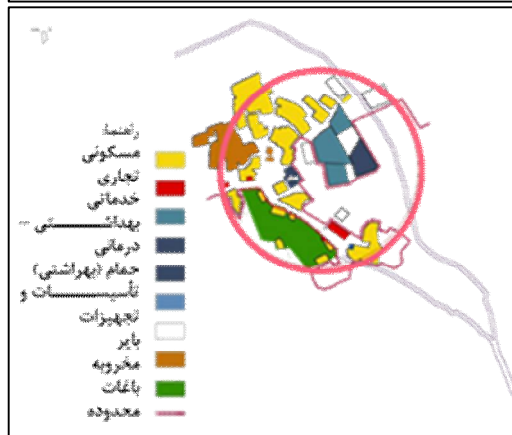 راهنما:
مسکونی
تجاری
خدماتی
بهداشتی –
درمانی
حمام (بهداشتی)
تأسیسات و
تجهیزات
بایر
مخروبه
باغات
محدوده